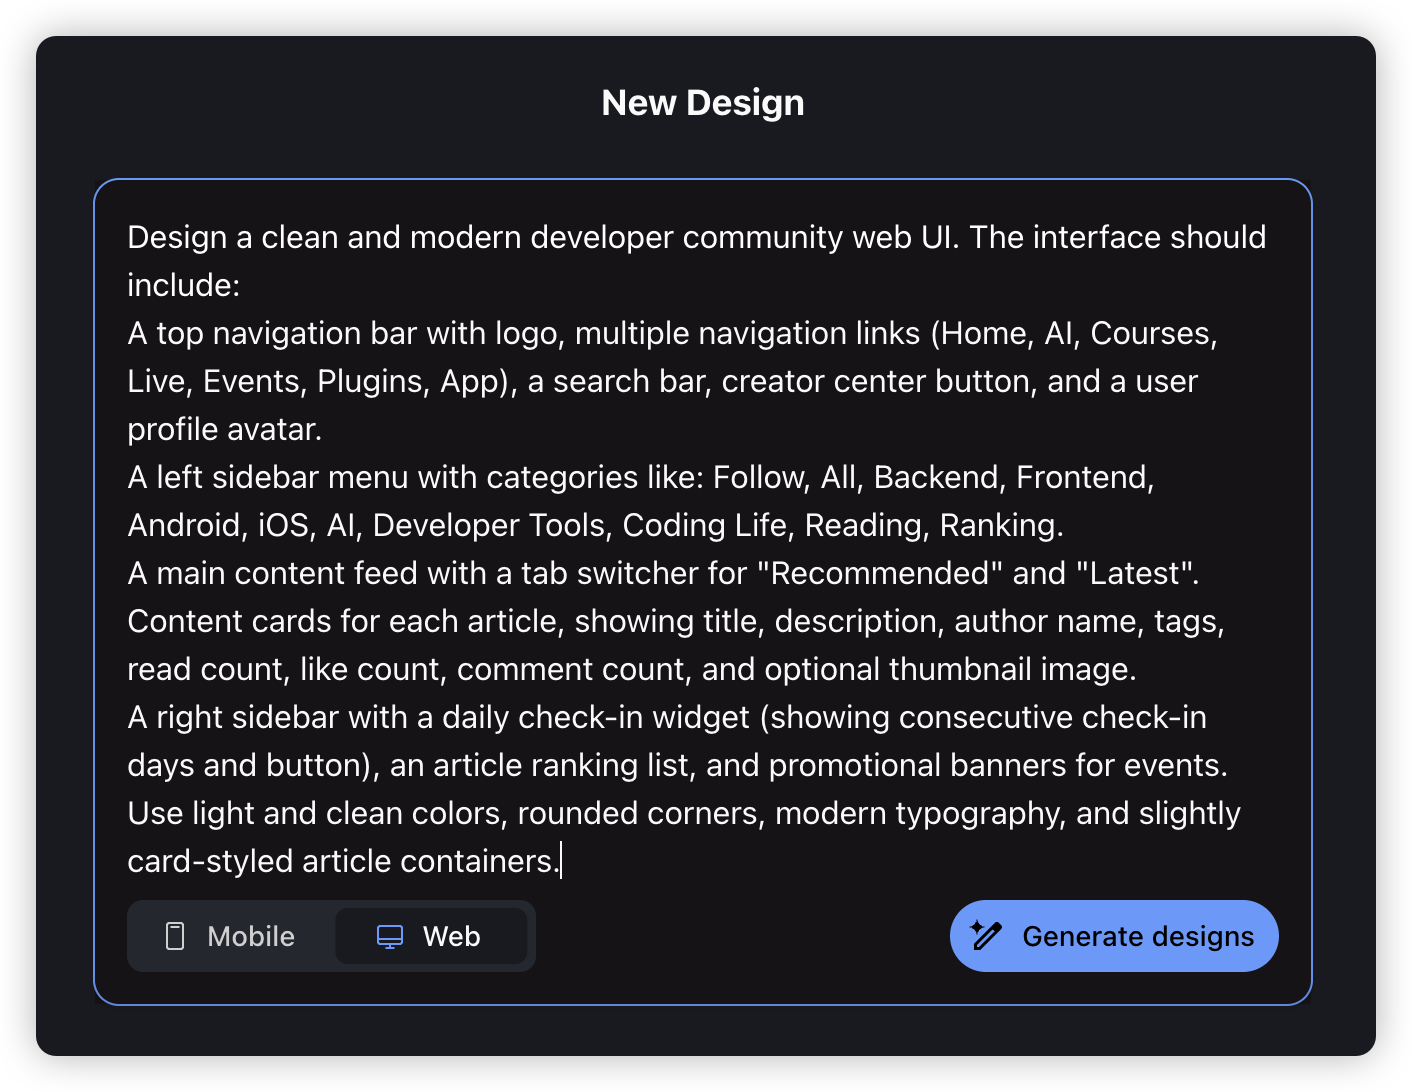 New Design
Design a clean and modern developer community web UI. The interface should
include:
A top navigation bar with logo, multiple navigation links (Home, AI, Courses,
Live, Events, Plugins, App), a search bar, creator center button, and a user
profile avatar.
A left sidebar menu with categories like: Follow, All, Backend, Frontend,
Android, iOS, AI, Developer Tools, Coding Life, Reading, Ranking.
A main content feed with a tab switcher for "Recommended" and "Latest".
Content cards for each article, showing title, description, author name, tags,
read count, like count, comment count, and optional thumbnail image.
A right sidebar with a daily check-in widget (showing consecutive check-in
days and button), an article ranking list, and promotional banners for events.
Use light and clean colors, rounded corners, modern typography, and slightly
card-styled article containers.
Mobile
Web
Generate designs